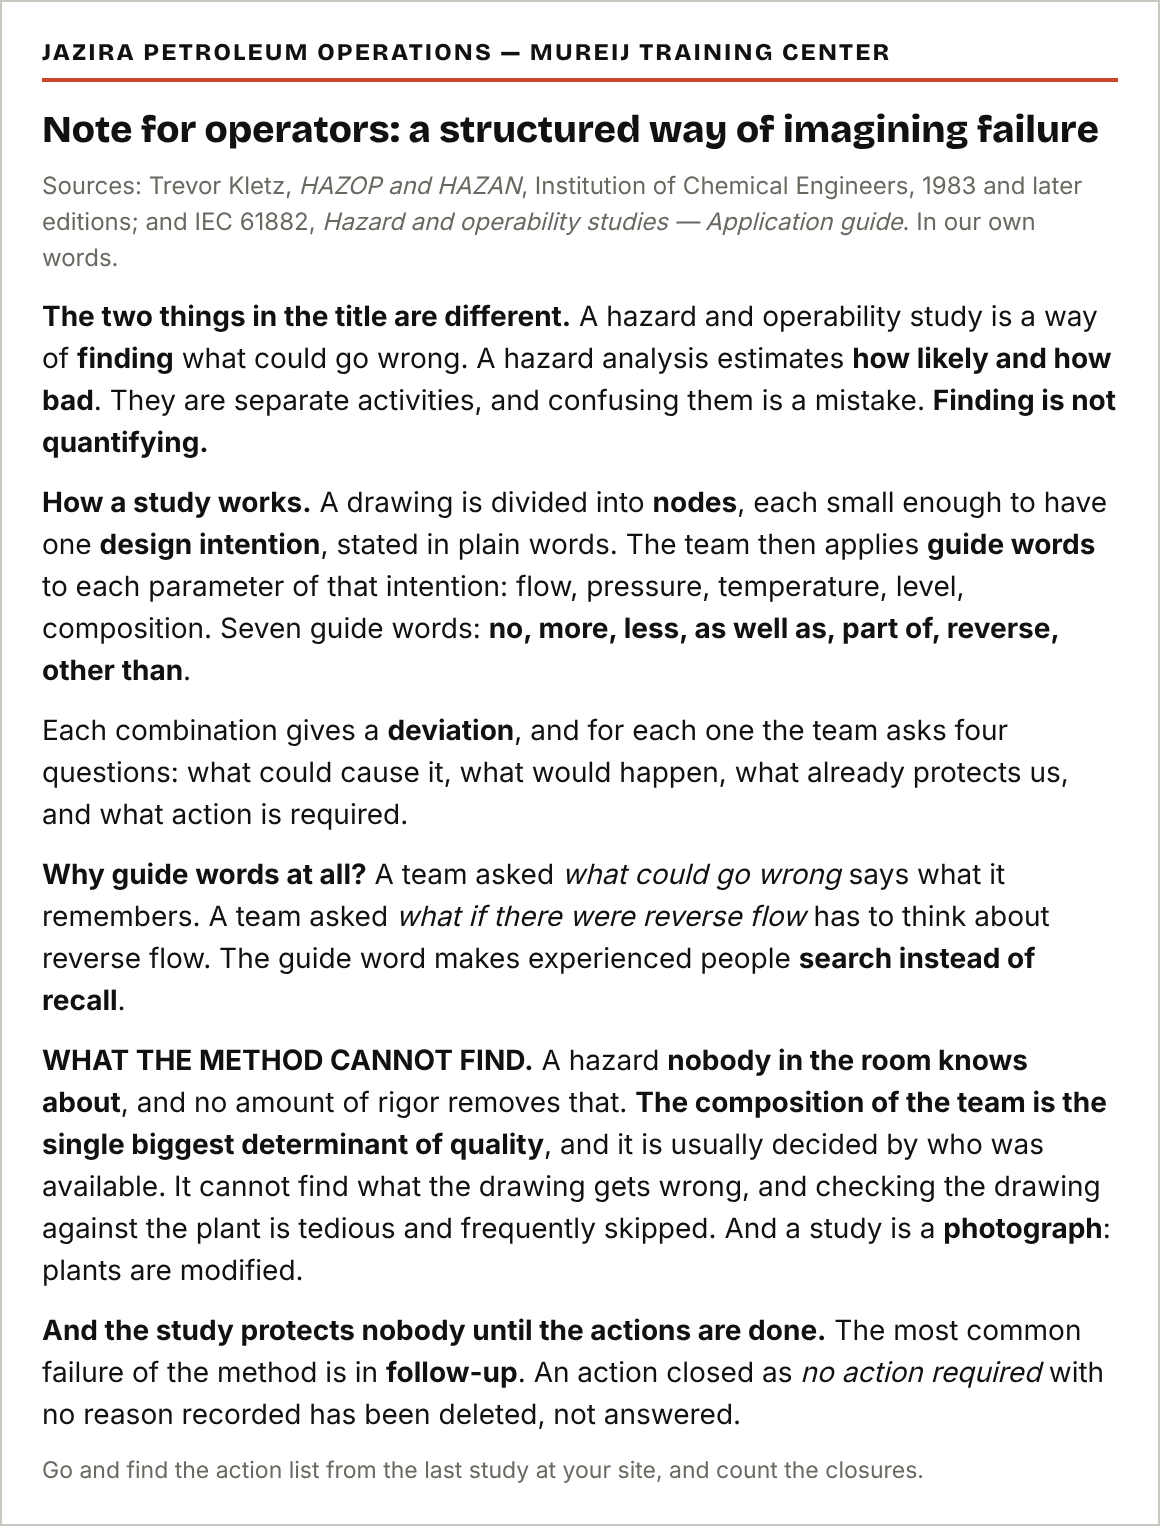 JAZIRA PETROLEUM OPERATIONS — MUREIJ TRAINING CENTER
Note for operators: a structured way of imagining failure
Sources: Trevor Kletz, HAZOP and HAZAN, Institution of Chemical Engineers, 1983 and later
editions; and IEC 61882, Hazard and operability studies — Application guide. In our own
words.
The two things in the title are different. A hazard and operability study is a way
of finding what could go wrong. A hazard analysis estimates how likely and how
bad. They are separate activities, and confusing them is a mistake. Finding is not
quantifying.
How a study works. A drawing is divided into nodes, each small enough to have
one design intention, stated in plain words. The team then applies guide words
to each parameter of that intention: flow, pressure, temperature, level,
composition. Seven guide words: no, more, less, as well as, part of, reverse,
other than.
Each combination gives a deviation, and for each one the team asks four
questions: what could cause it, what would happen, what already protects us,
and what action is required.
Why guide words at all? A team asked what could go wrong says what it
remembers. A team asked what if there were reverse flow has to think about
reverse flow. The guide word makes experienced people search instead of
recall.
WHAT THE METHOD CANNOT FIND. A hazard nobody in the room knows
about, and no amount of rigor removes that. The composition of the team is the
single biggest determinant of quality, and it is usually decided by who was
available. It cannot find what the drawing gets wrong, and checking the drawing
against the plant is tedious and frequently skipped. And a study is a photograph:
plants are modified.
And the study protects nobody until the actions are done. The most common
failure of the method is in follow-up. An action closed as no action required with
no reason recorded has been deleted, not answered.
Go and find the action list from the last study at your site, and count the closures.